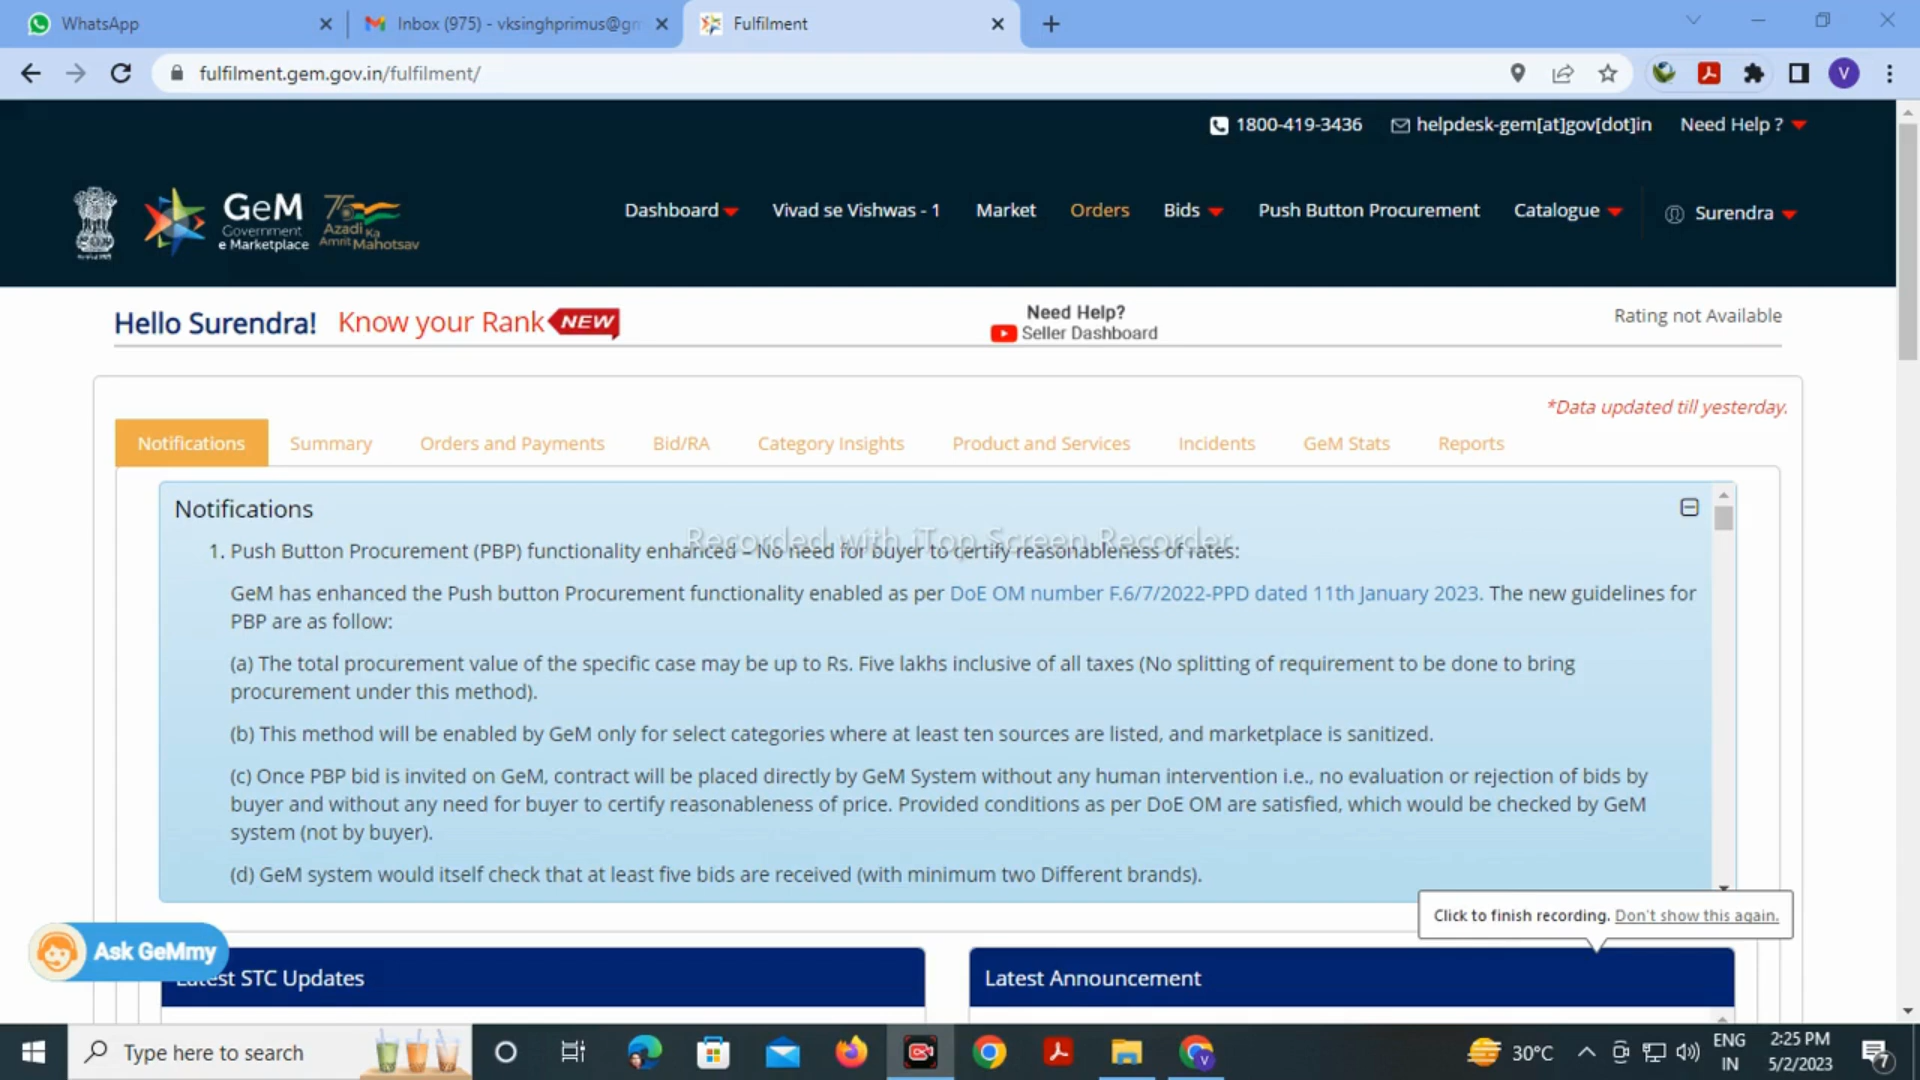 WhatsApp
Inbox (975) - vksinghprimus@gm
Fulfilment
fulfilment.gem.gov.in/fulfilment/
V
1800-419-3436 helpdesk-gem[at]gov[dot]in Need Help ?
GeM
Government
e Marketplace
75
Azadi Ka
Amrit Mahotsav
Dashboard Vivad se Vishwas - 1 Market Orders Bids Push Button Procurement Catalogue Surendra
Hello Surendra! Know your Rank NEW
Need Help?
Seller Dashboard
Rating not Available
*Data updated till yesterday.
Notifications Summary Orders and Payments Bid/RA Category Insights Product and Services Incidents GeM Stats Reports
Notifications
Recorded with iTop Screen Recorder
1. Push Button Procurement (PBP) functionality enhanced – No need for buyer to certify reasonableness of rates:
GeM has enhanced the Push button Procurement functionality enabled as per DoE OM number F.6/7/2022-PPD dated 11th January 2023. The new guidelines for
PBP are as follow:
(a) The total procurement value of the specific case may be up to Rs. Five lakhs inclusive of all taxes (No splitting of requirement to be done to bring
procurement under this method).
(b) This method will be enabled by GeM only for select categories where at least ten sources are listed, and marketplace is sanitized.
(c) Once PBP bid is invited on GeM, contract will be placed directly by GeM System without any human intervention i.e., no evaluation or rejection of bids by
buyer and without any need for buyer to certify reasonableness of price. Provided conditions as per DoE OM are satisfied, which would be checked by GeM
system (not by buyer).
(d) GeM system would itself check that at least five bids are received (with minimum two Different brands).
Click to finish recording. Don't show this again.
Ask GeMmy
Latest STC Updates
Latest Announcement
Type here to search
30°C
ENG
IN
2:25 PM
5/2/2023
7